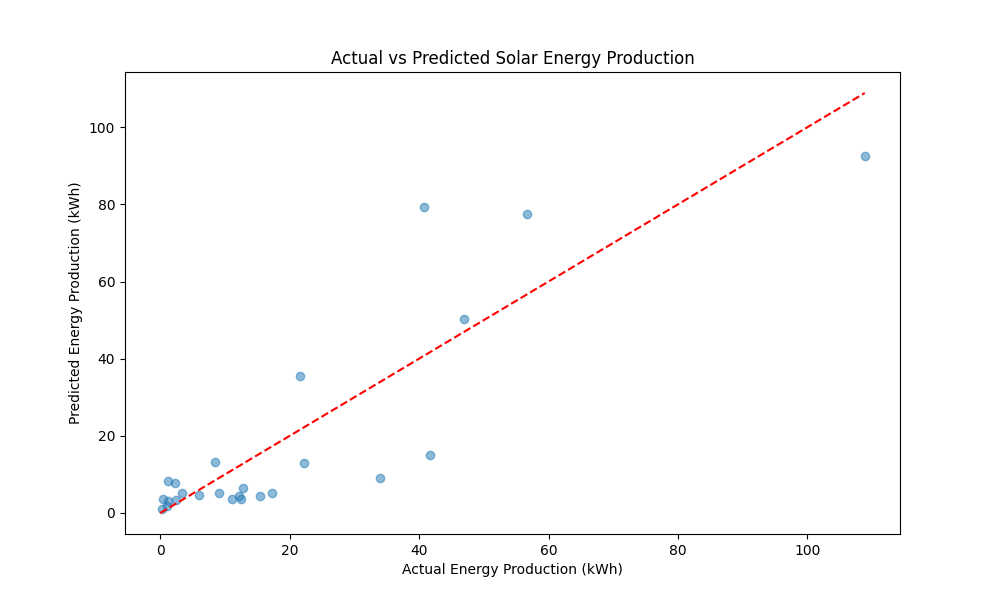 Actual vs Predicted Solar Energy Production
Predicted Energy Production (kWh)
100
80
60
40
20
0
0 20 40 60 80 100
Actual Energy Production (kWh)